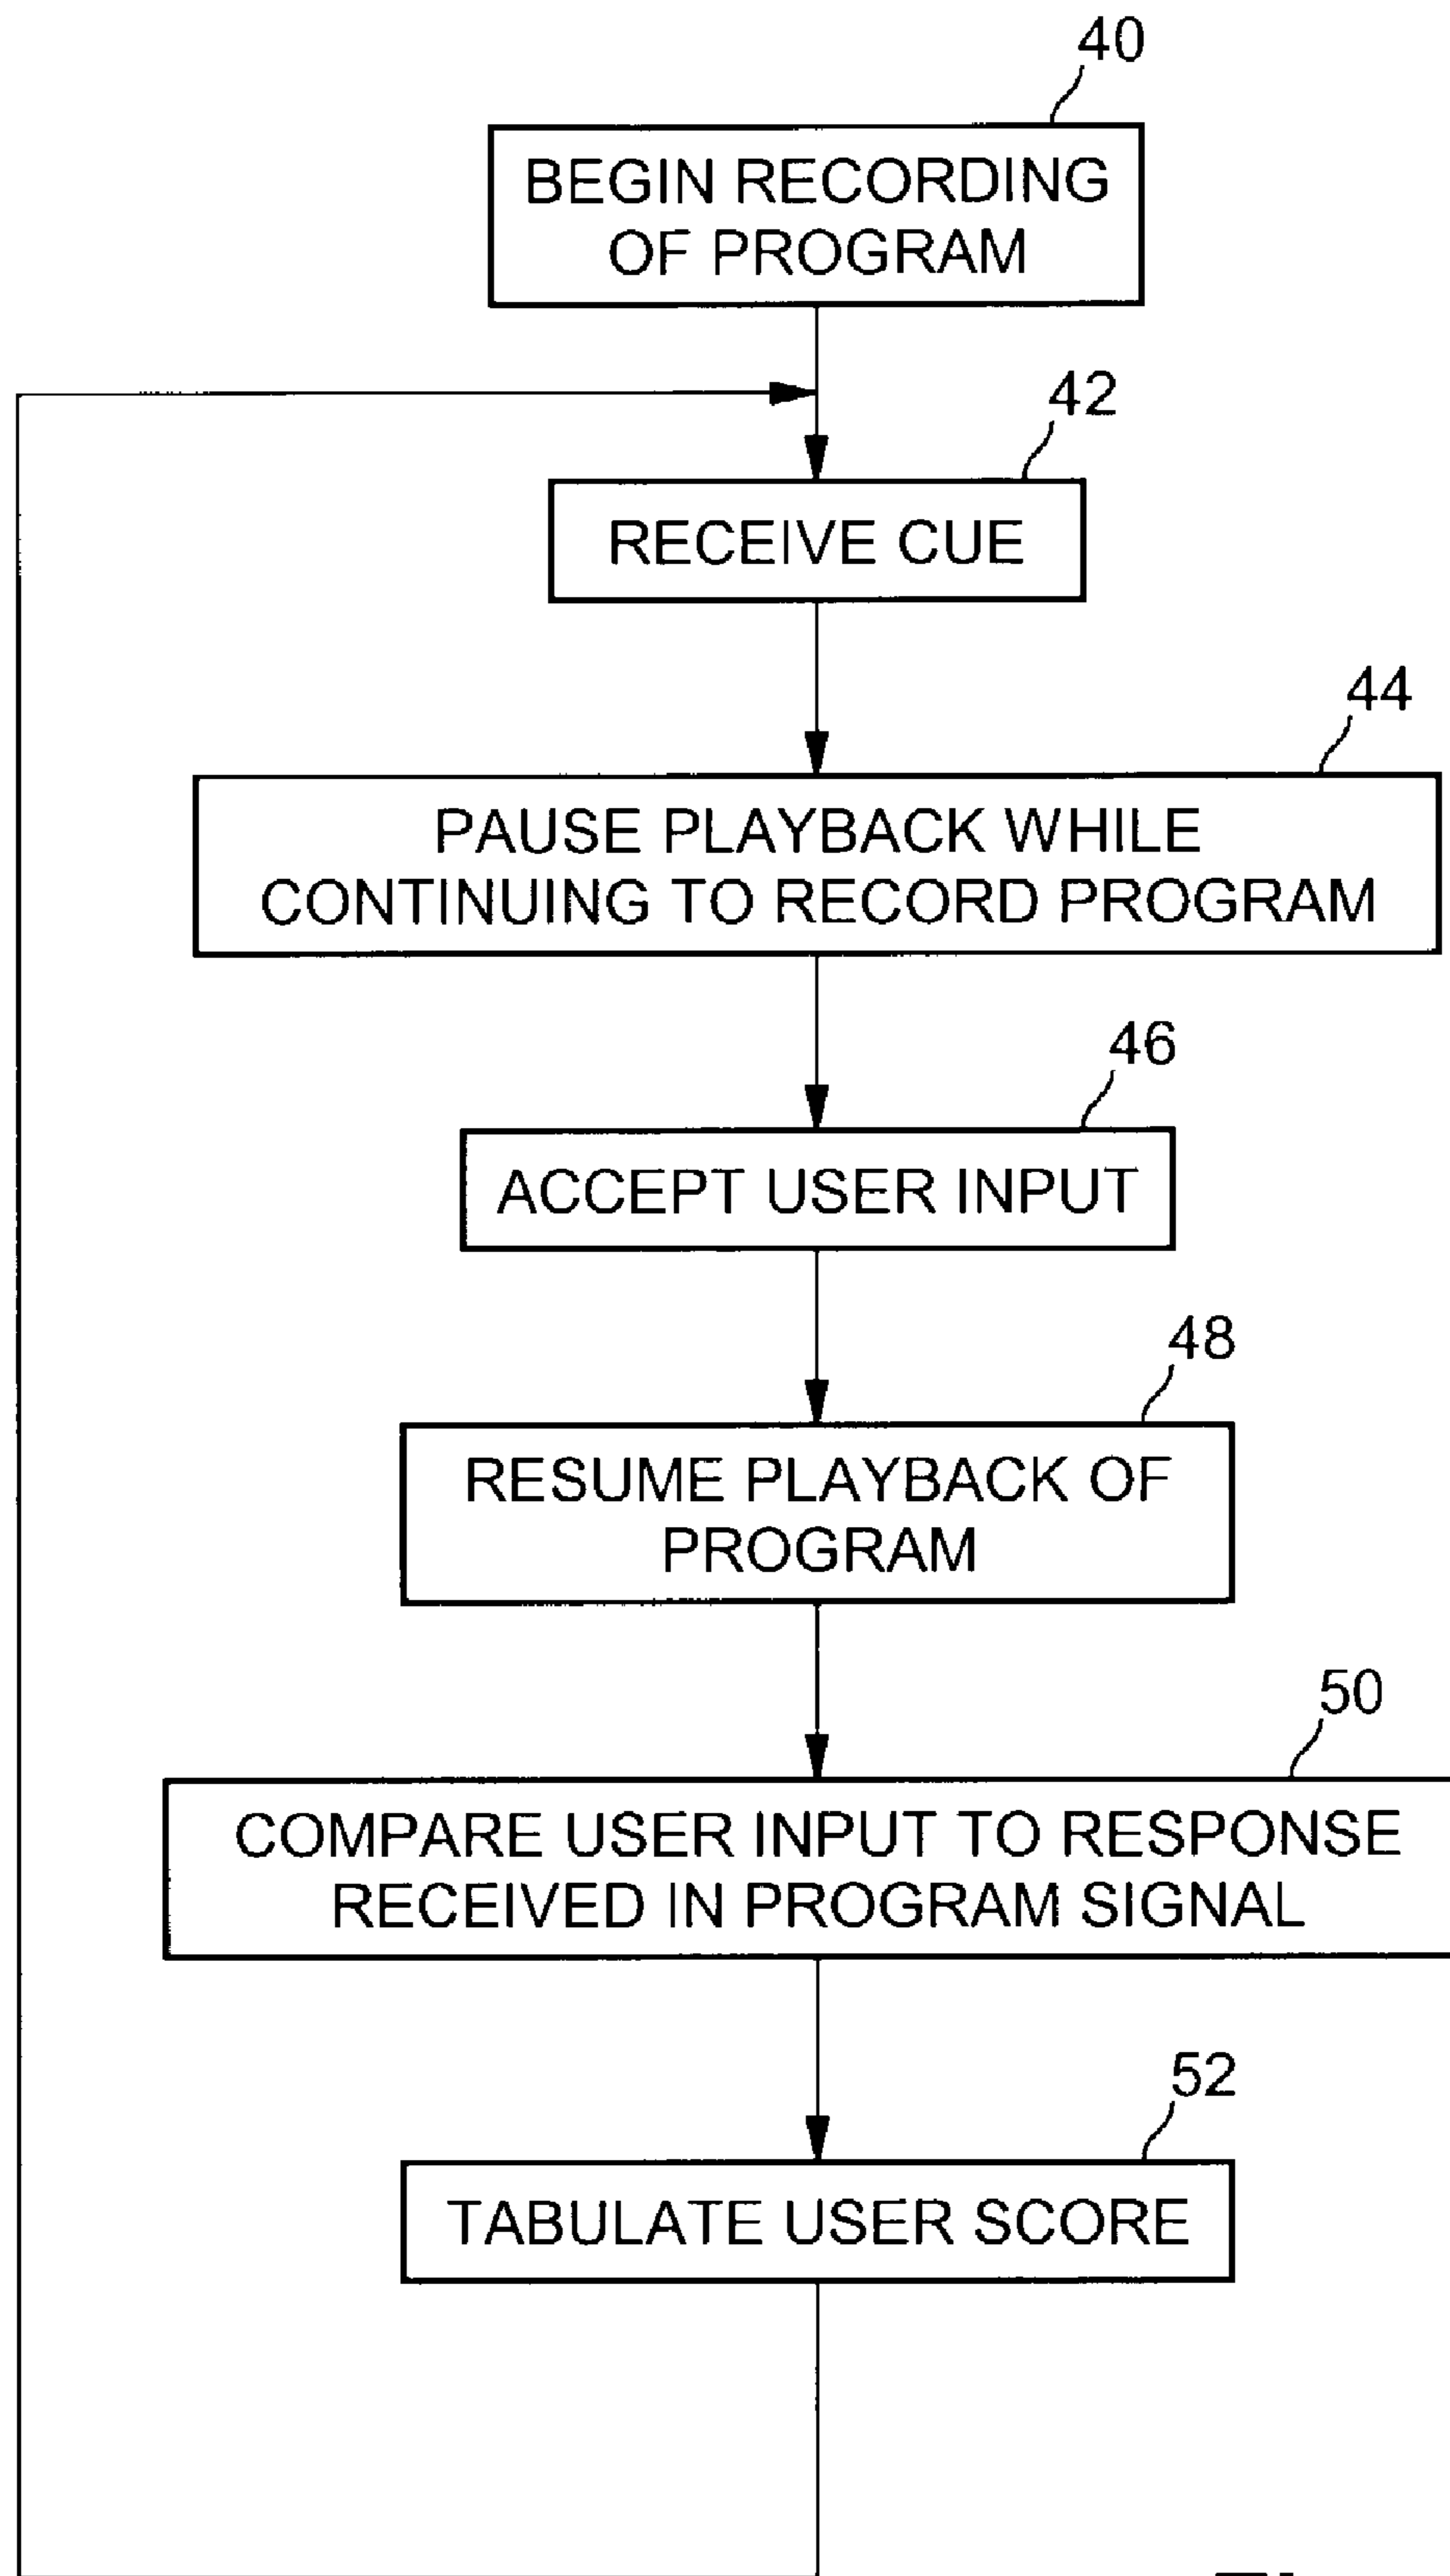 40
BEGIN RECORDING
OF PROGRAM
42
RECEIVE CUE
44
PAUSE PLAYBACK WHILE
CONTINUING TO RECORD PROGRAM
46
ACCEPT USER INPUT
48
RESUME PLAYBACK OF
PROGRAM
50
COMPARE USER INPUT TO RESPONSE
RECEIVED IN PROGRAM SIGNAL
52
TABULATE USER SCORE